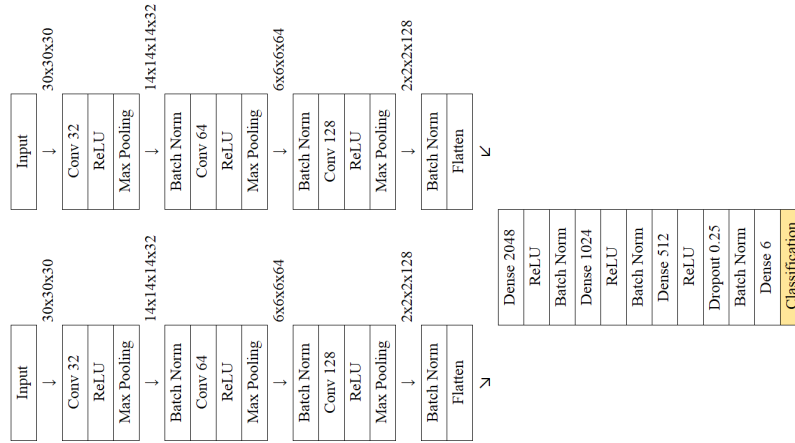 Input
↓
30x30x30
Conv 32
ReLU
Max Pooling
↓
14x14x14x32
Batch Norm
Conv 64
ReLU
Max Pooling
↓
6x6x6x64
Batch Norm
Conv 128
ReLU
Max Pooling
↓
2x2x2x128
Batch Norm
Flatten
↘
Input
↓
30x30x30
Conv 32
ReLU
Max Pooling
↓
14x14x14x32
Batch Norm
Conv 64
ReLU
Max Pooling
↓
6x6x6x64
Batch Norm
Conv 128
ReLU
Max Pooling
↓
2x2x2x128
Batch Norm
Flatten
↙
Dense 2048
ReLU
Batch Norm
Dense 1024
ReLU
Batch Norm
Dense 512
ReLU
Dropout 0.25
Batch Norm
Dense 6
Classification